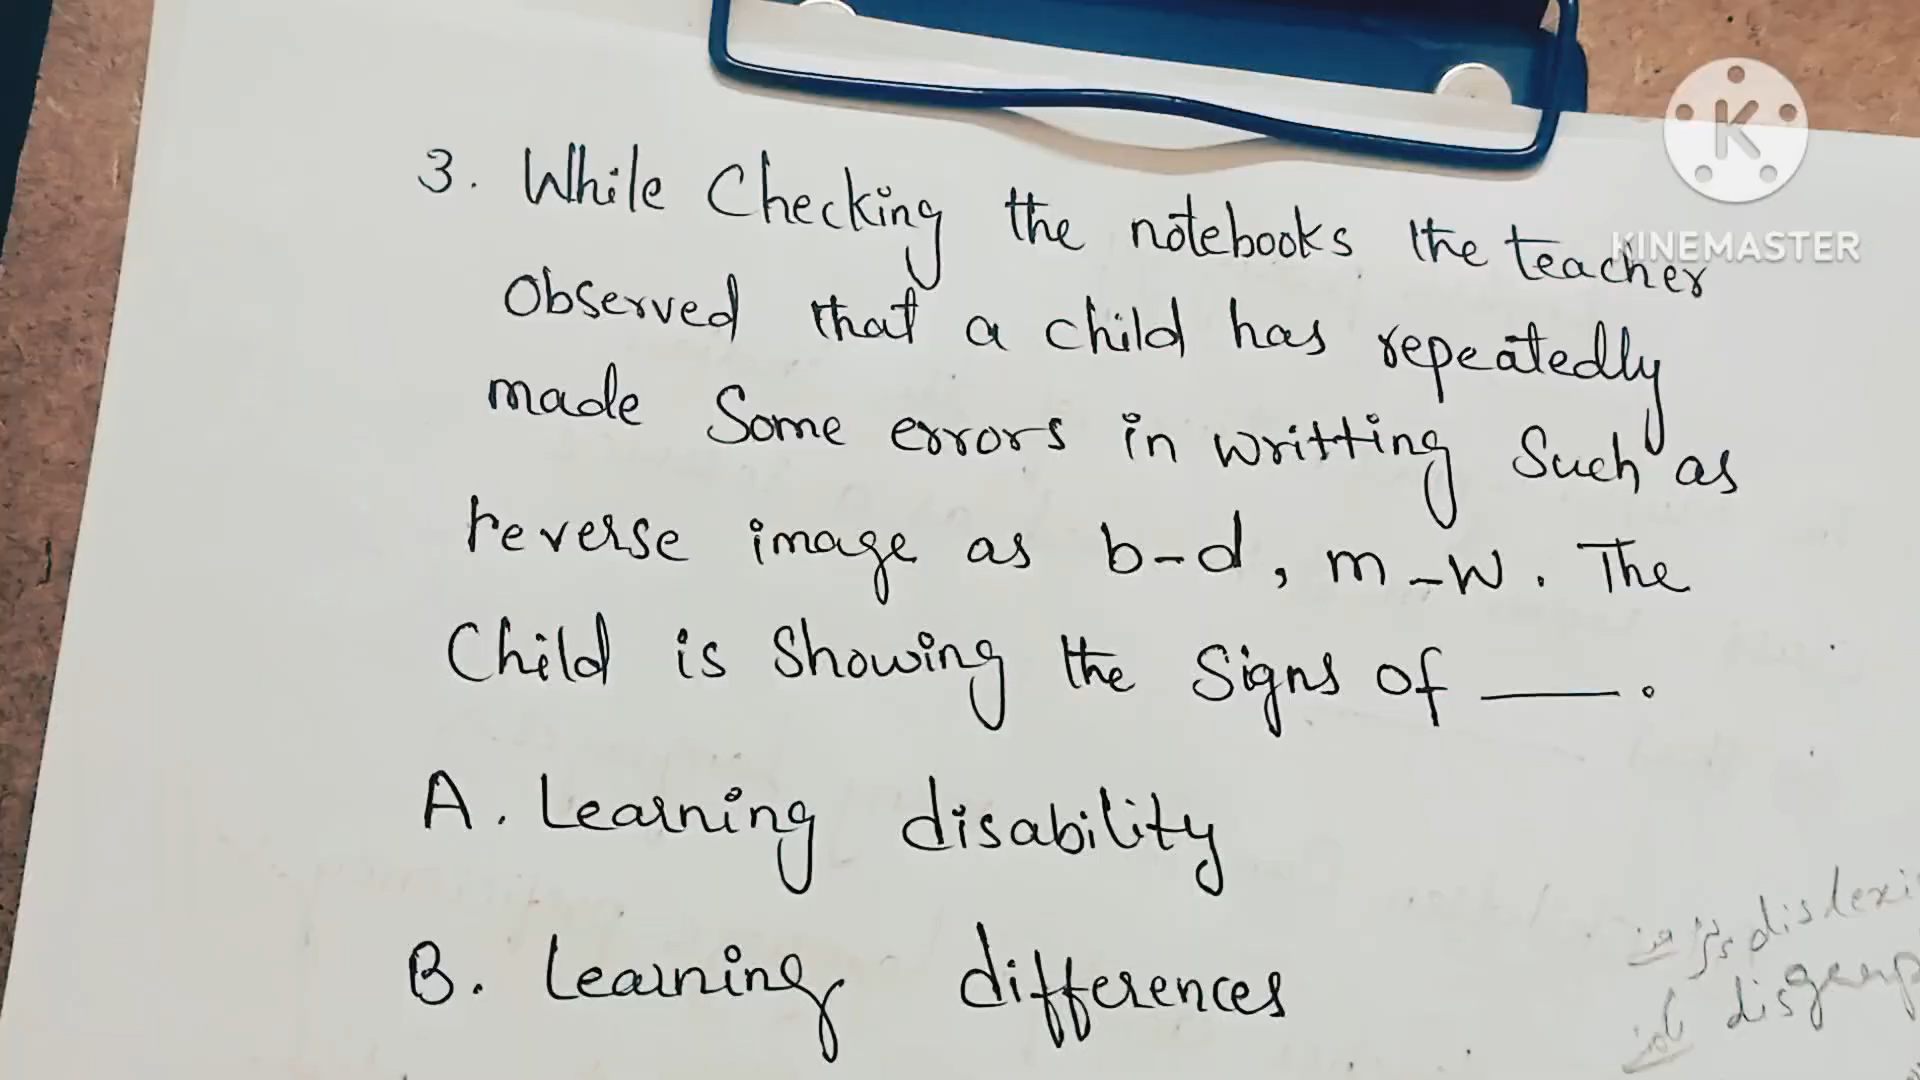 KINEMASTER
3. While Checking the notebooks the teacher
Observed that a child has repeatedly
made Some errors in writting Such as
reverse image as b-d, m-w. The
Child is Showing the Signs of ___.
A. Learning disability
B. Learning differences